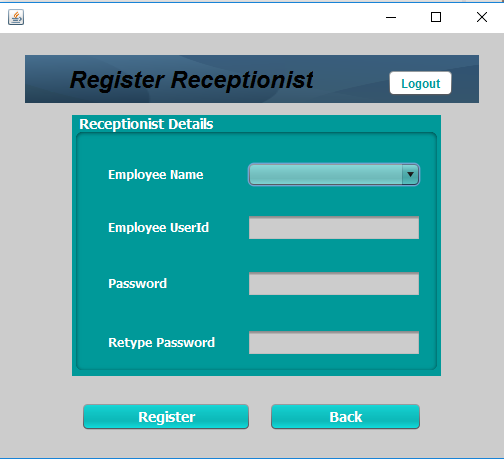 Register Receptionist
Logout
Receptionist Details
Employee Name
Employee UserId
Password
Retype Password
Register
Back